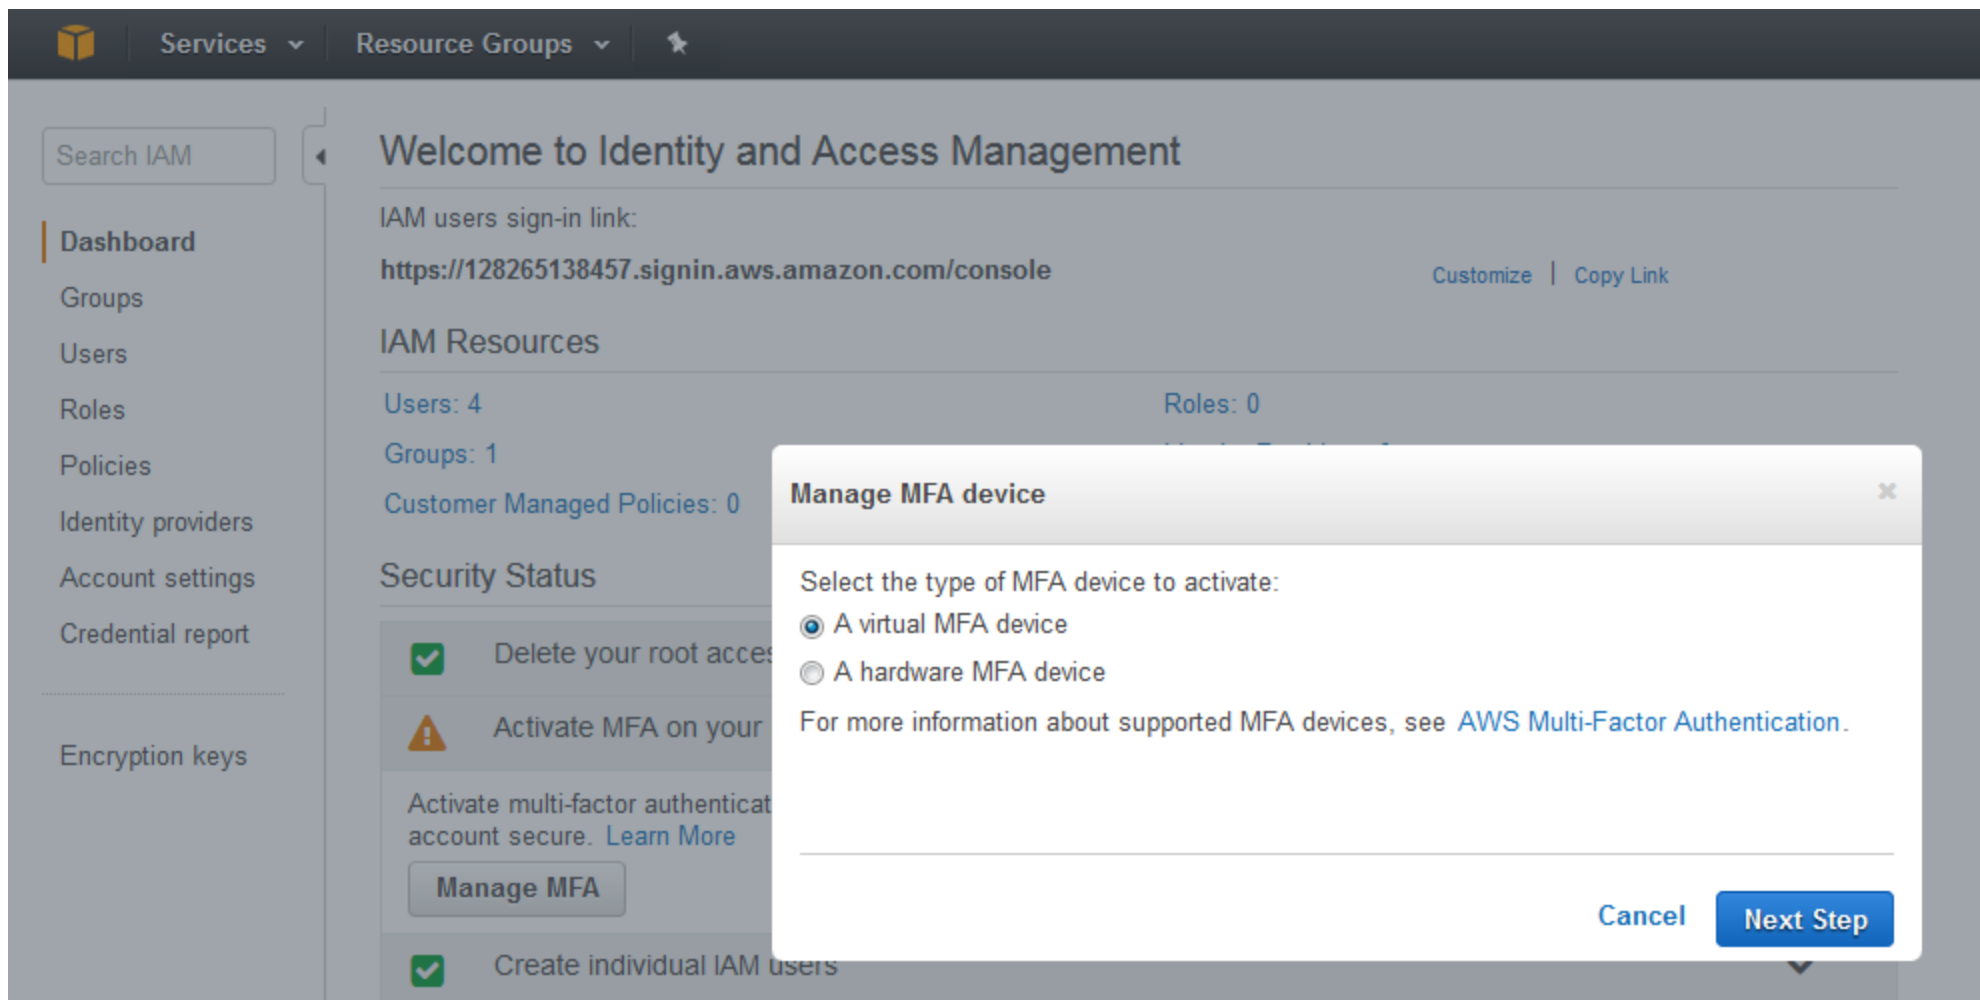 Services
Resource Groups
Search IAM
Dashboard
Groups
Users
Roles
Policies
Identity providers
Account settings
Credential report
Encryption keys
Welcome to Identity and Access Management
IAM users sign-in link:
https://128265138457.signin.aws.amazon.com/console
Customize | Copy Link
IAM Resources
Users: 4
Roles: 0
Groups: 1
Customer Managed Policies: 0
Security Status
Delete your root
Activate MFA on your
Activate multi-factor
account secure. Learn More
Manage MFA
Create individual IAM users
Manage MFA device
Select the type of MFA device to activate:
A virtual MFA device
A hardware MFA device
For more information about supported MFA devices, see AWS Multi-Factor Authentication.
Cancel
Next Step